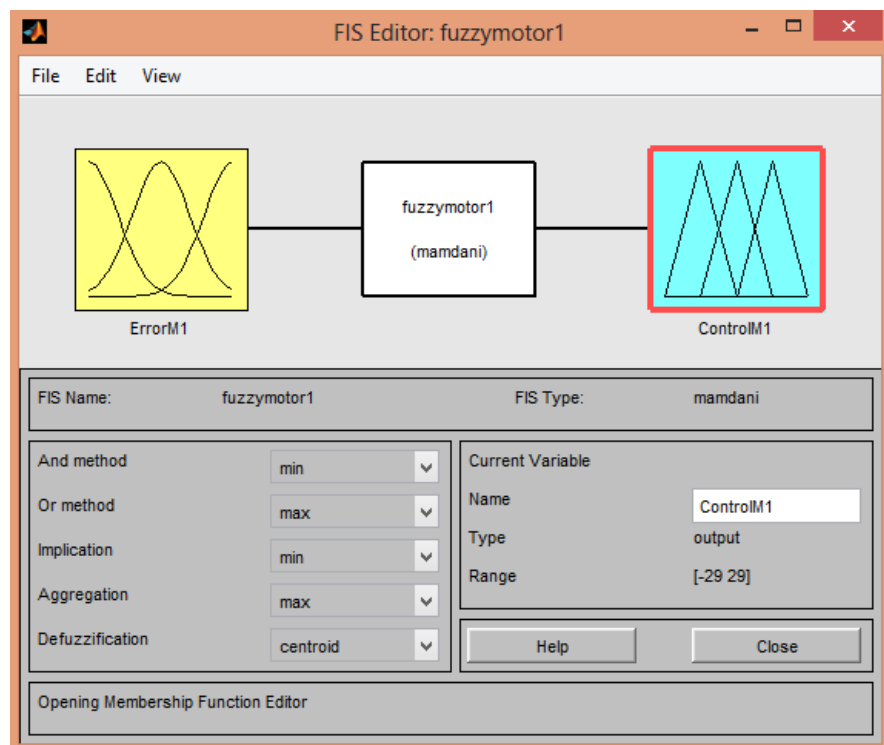 FIS Editor: fuzzymotor1
File Edit View
fuzzymotor1
(mamdani)
ErrorM1
ControlM1
FIS Name: fuzzymotor1 FIS Type: mamdani
And method min
Or method max
Implication min
Aggregation max
Defuzzification centroid
Current Variable
Name ControlM1
Type output
Range [-29 29]
Help Close
Opening Membership Function Editor